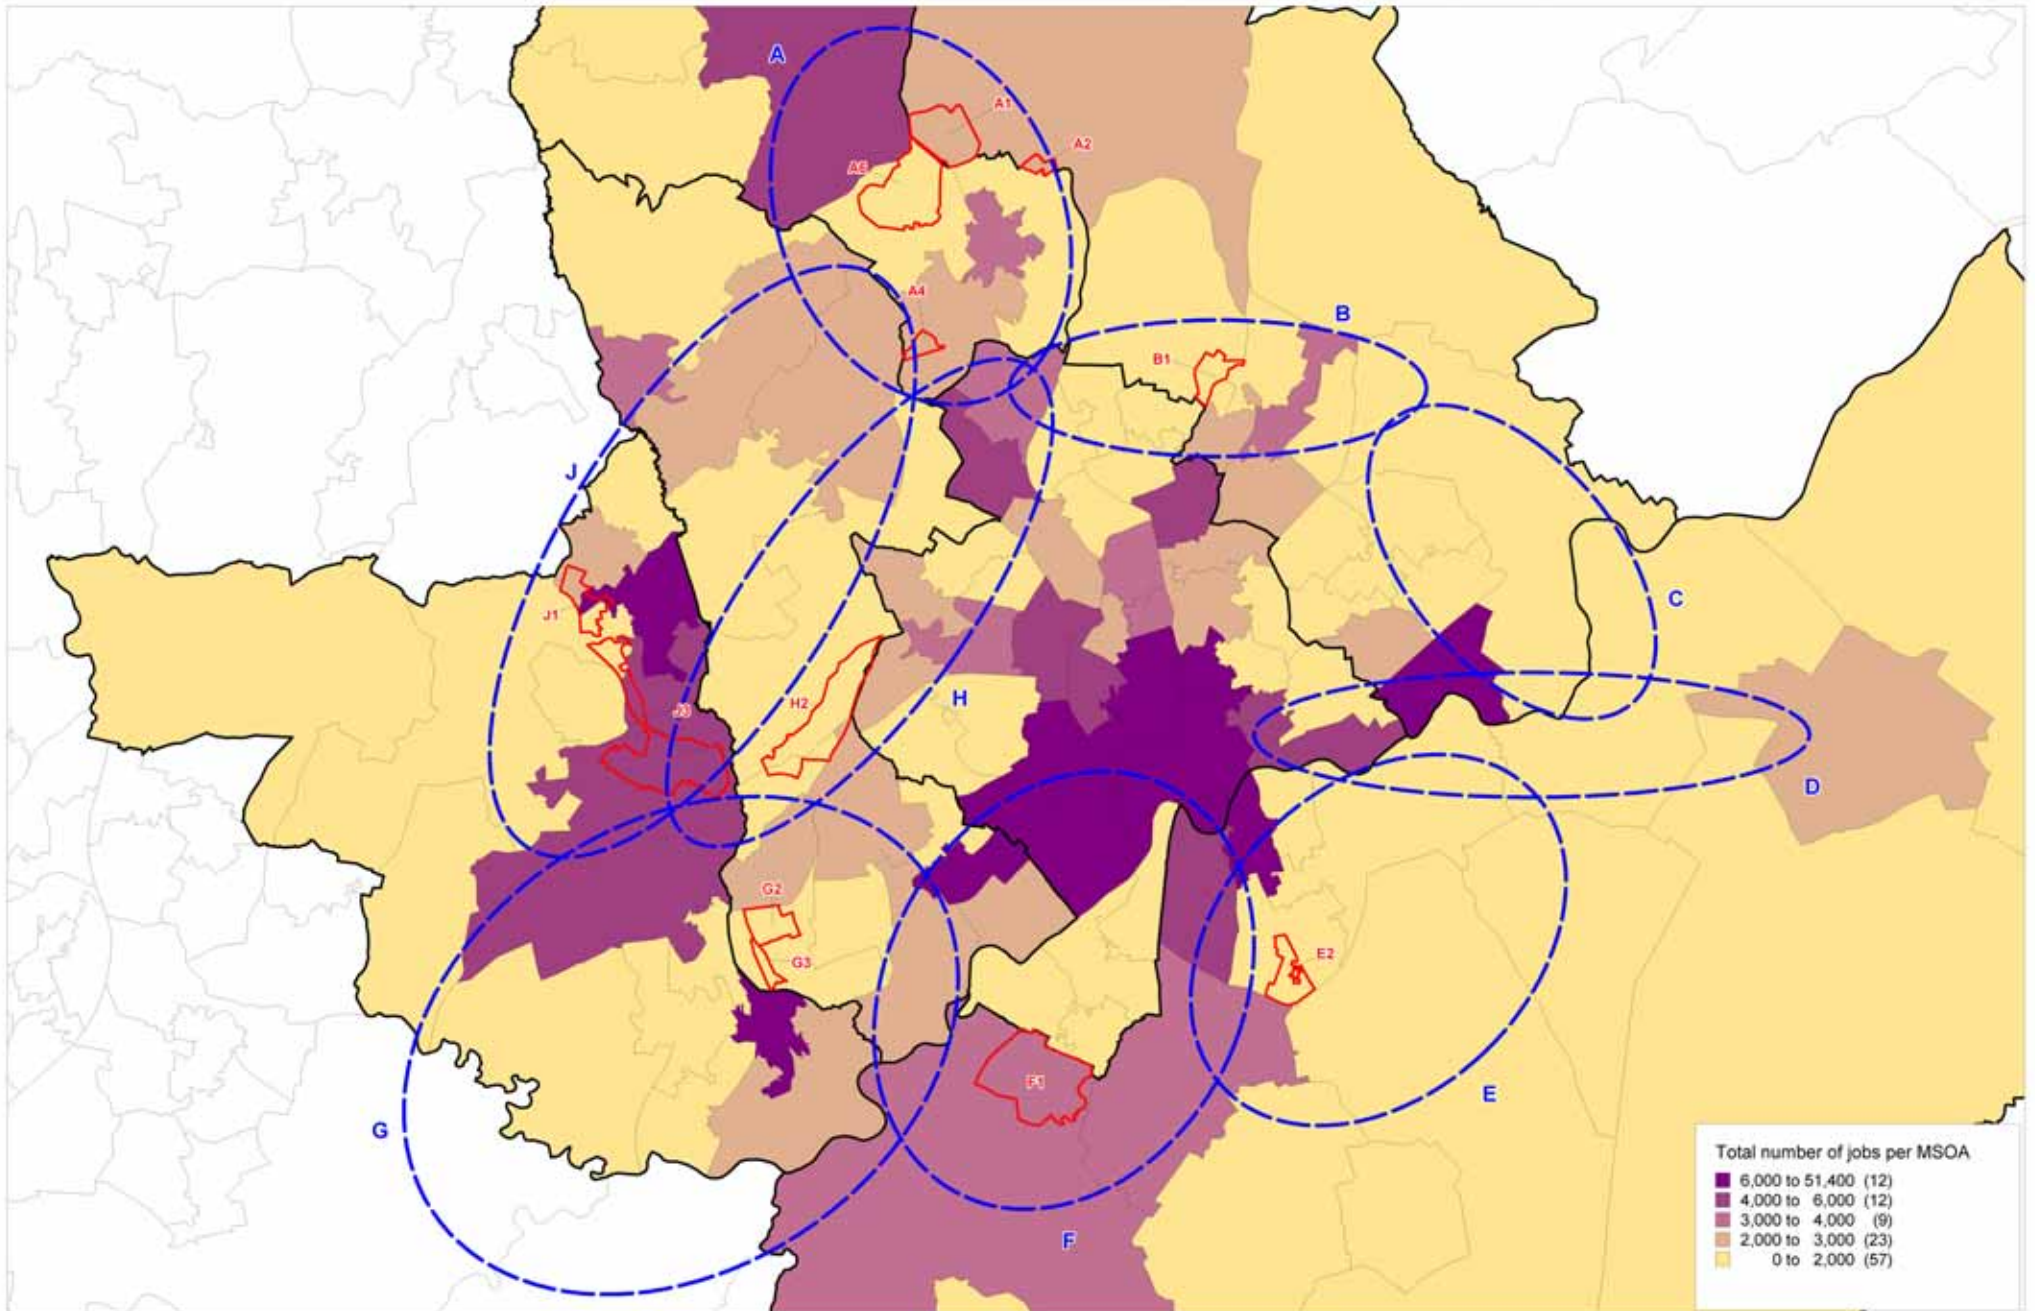 A
A1
A2
A5
A4
B
B1
J
C
J1
H
H2
J3
D
G2
G3
E2
F1
E
G
F
Total number of jobs per MSOA
6,000 to 51,400 (12)
4,000 to 6,000 (12)
3,000 to 4,000 (9)
2,000 to 3,000 (23)
0 to 2,000 (57)